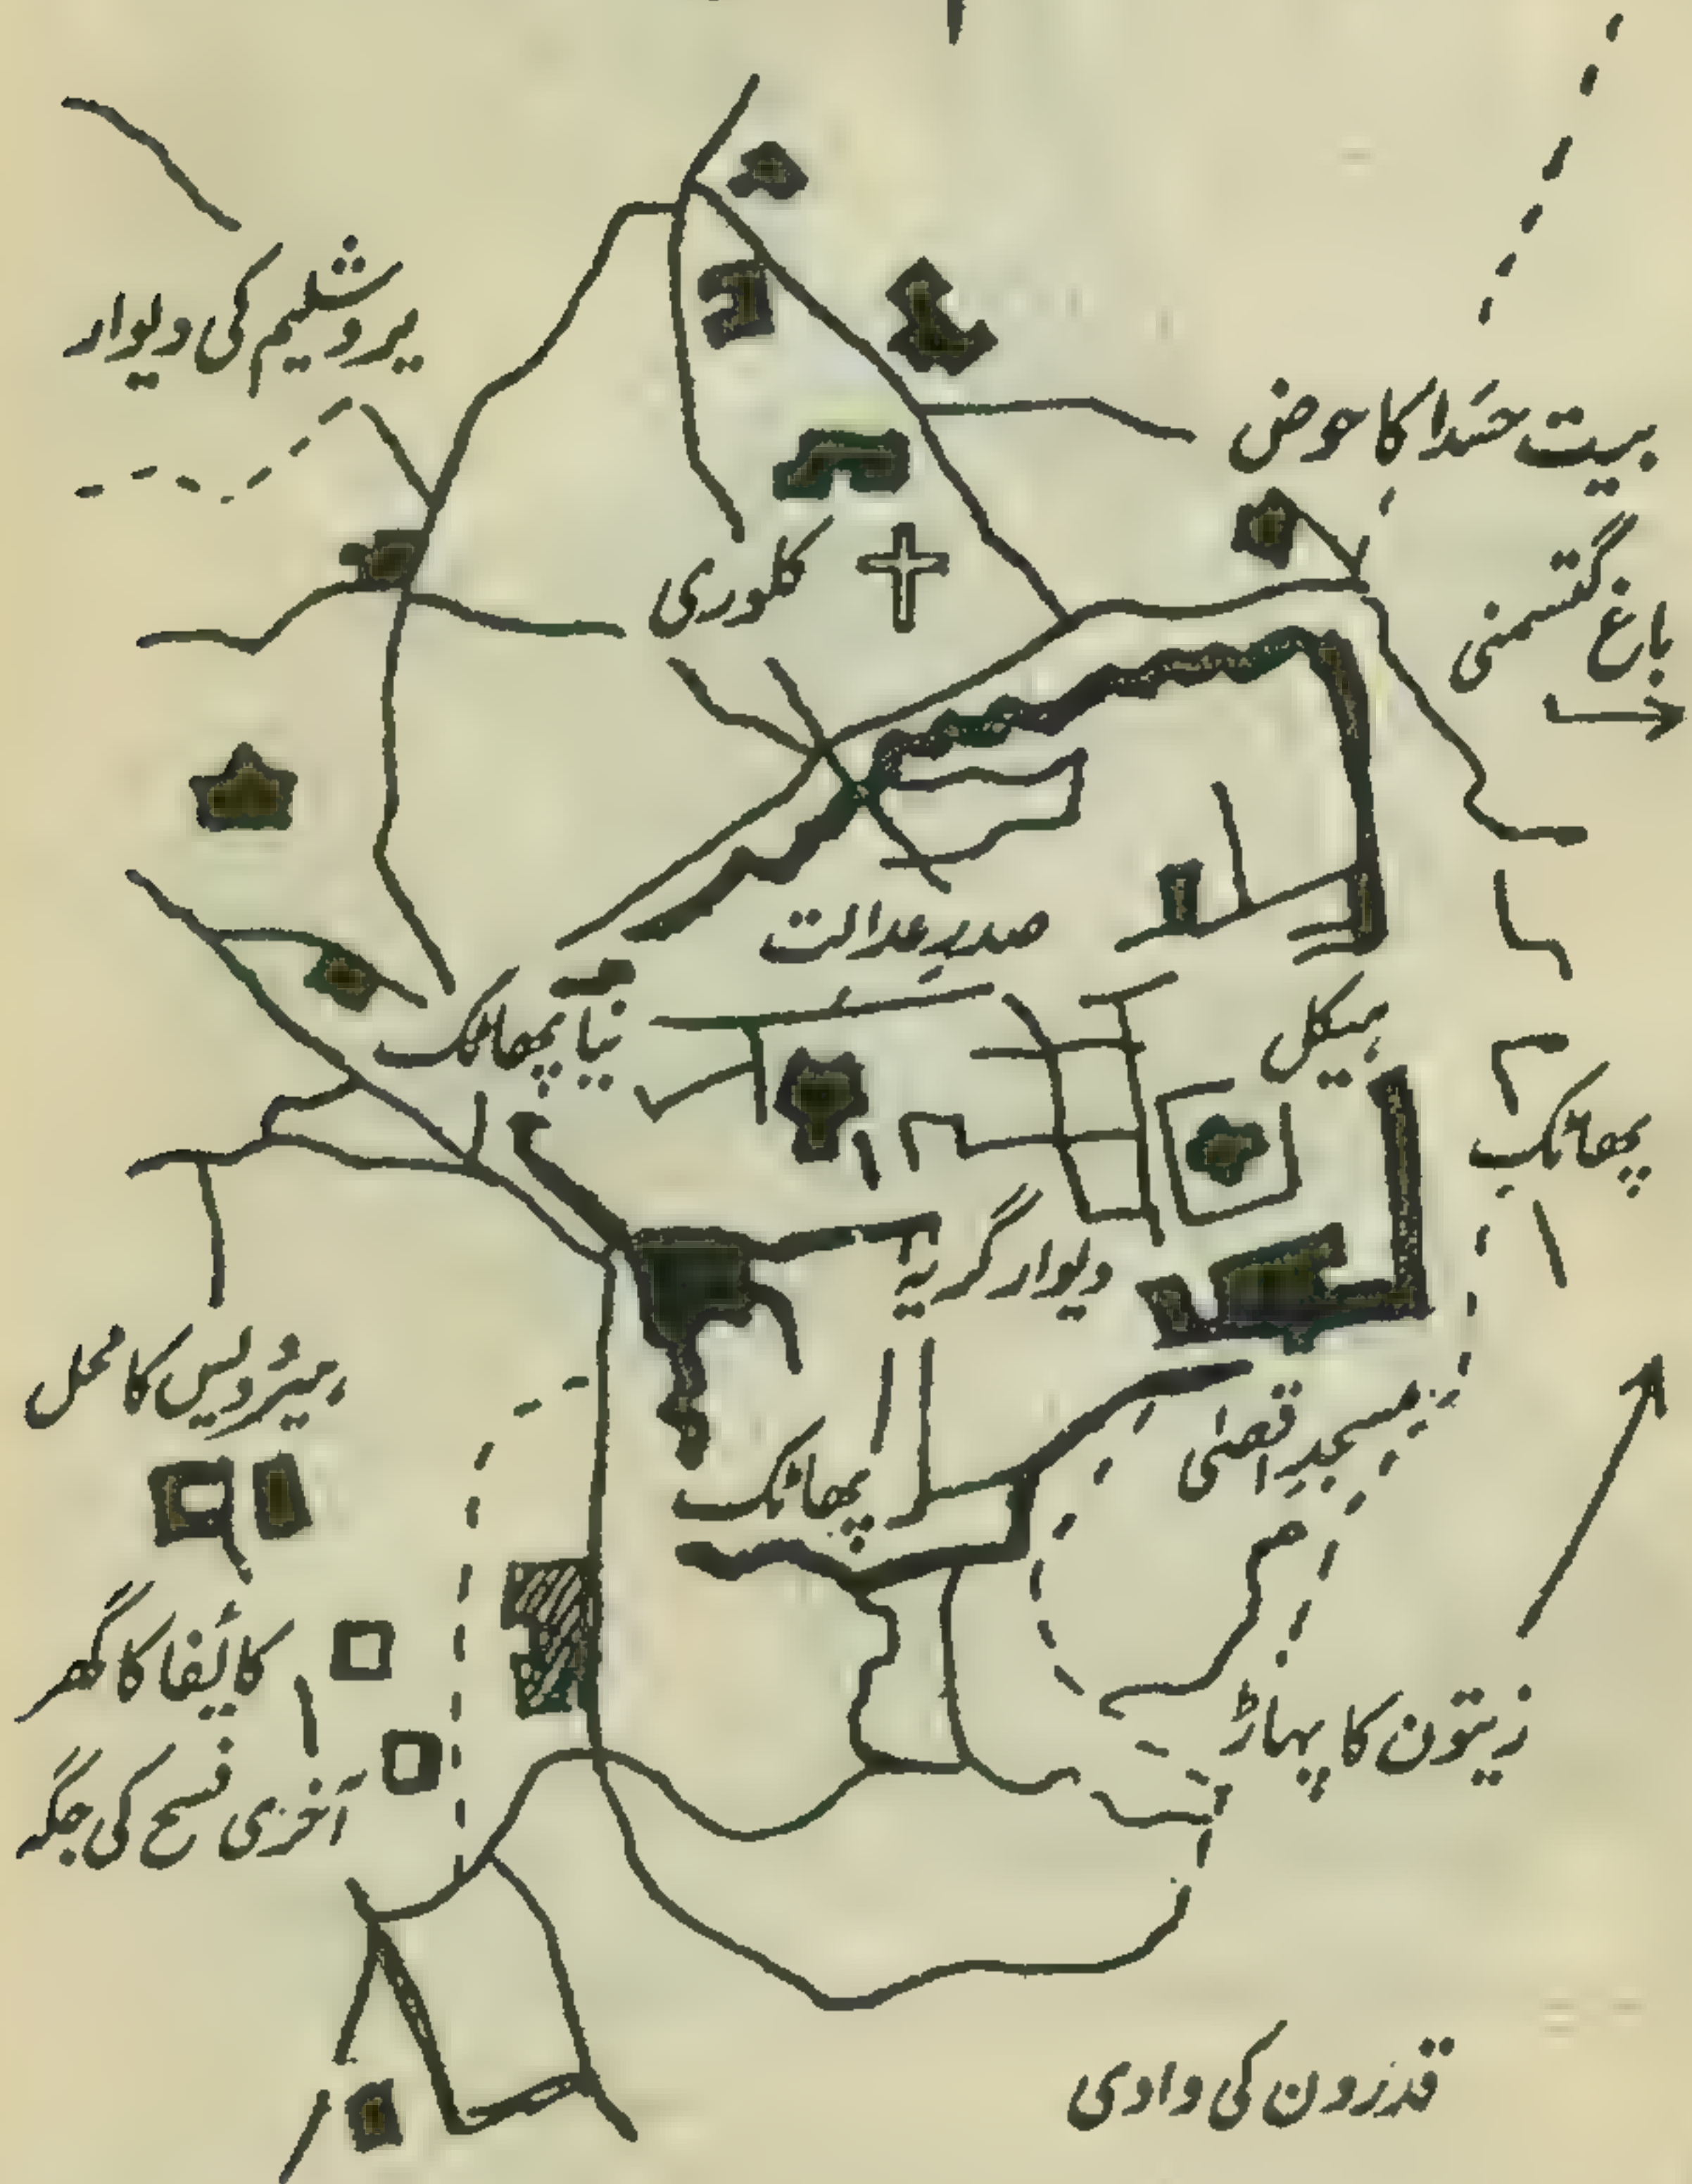 یروشلیم کی دیوار
بیت حسدا کا حوض
باغ گتسمنی
کلوری
صدرِعدالت
نیا پھاٹک
ہیکل
پھاٹک
دیوار گریہ
ہیرودیس کا محل
مسجدِ اقصٰی
پھاٹک
کائفا کا گھر
زیتون کا پہاڑ
آخری فسح کی جگہ
قدرون کی وادی